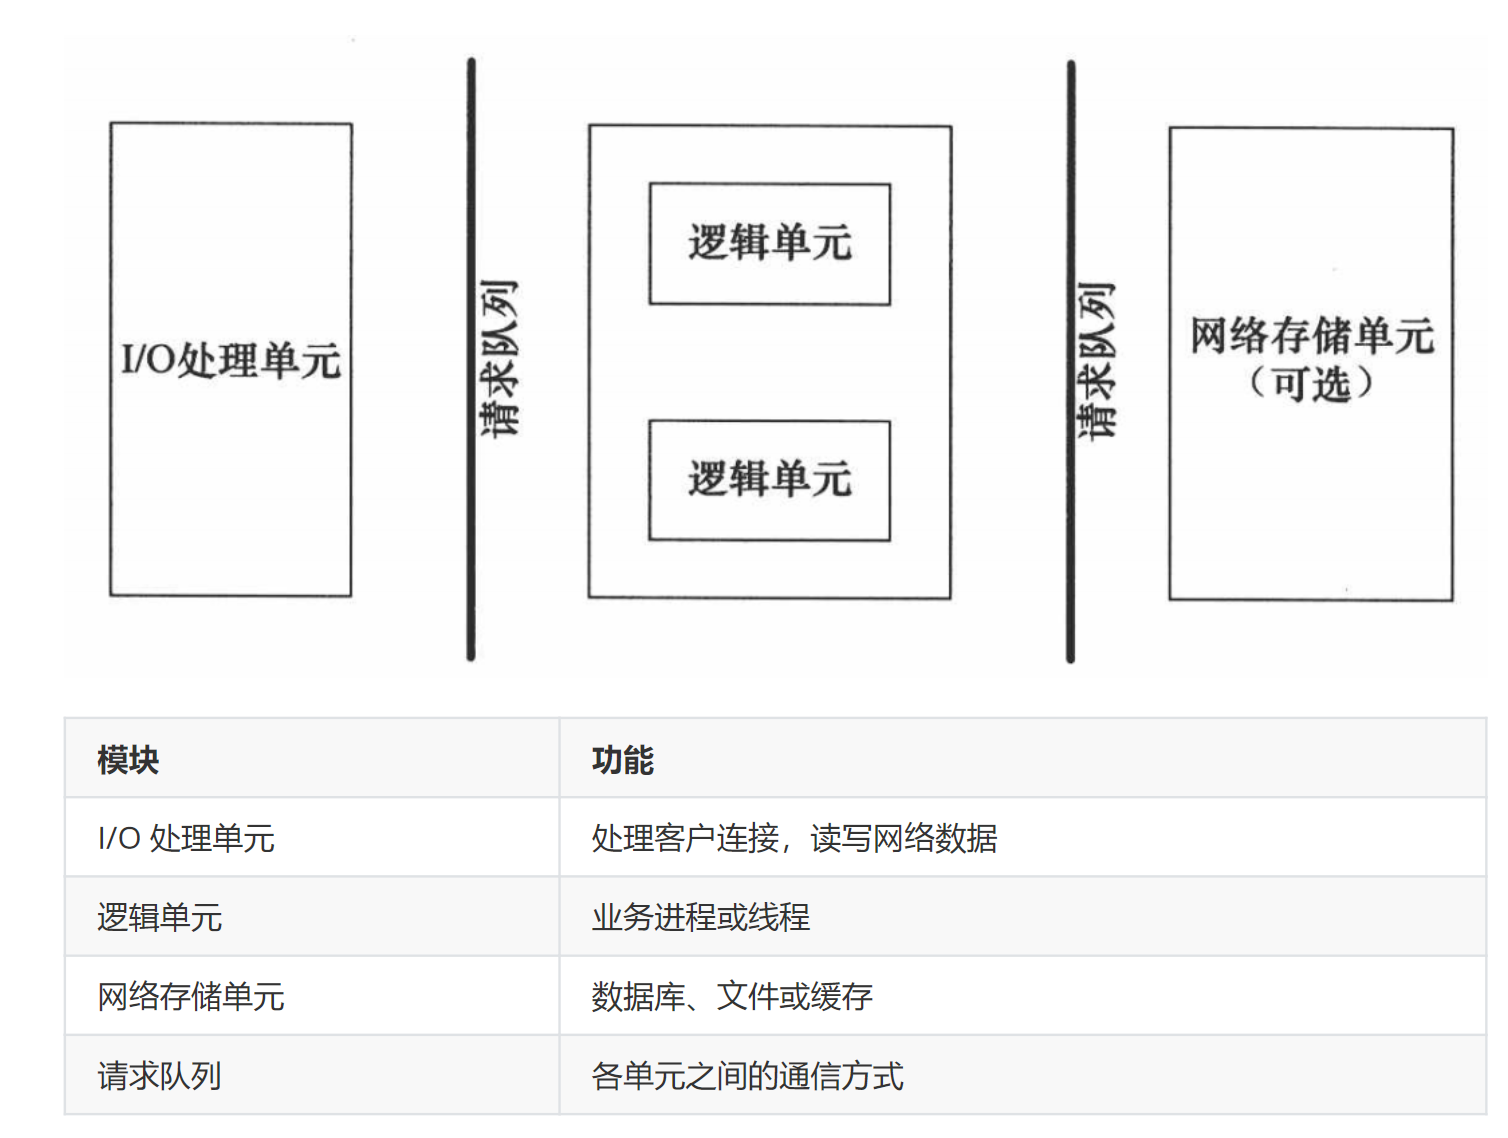 I/O处理单元
请求队列
逻辑单元
逻辑单元
请求队列
网络存储单元
（可选）
模块 功能
I/O 处理单元 处理客户连接，读写网络数据
逻辑单元 业务进程或线程
网络存储单元 数据库、文件或缓存
请求队列 各单元之间的通信方式